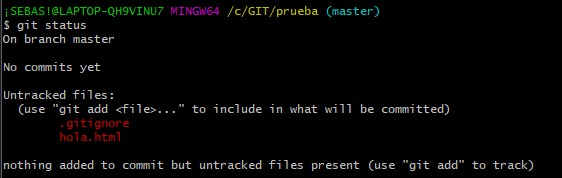 ¡SEBAS!@LAPTOP-QH9VINU7 MINGW64 /c/GIT/prueba (master)
$ git status
On branch master

No commits yet

Untracked files:
  (use "git add <file>..." to include in what will be committed)
        .gitignore
        hola.html

nothing added to commit but untracked files present (use "git add" to track)